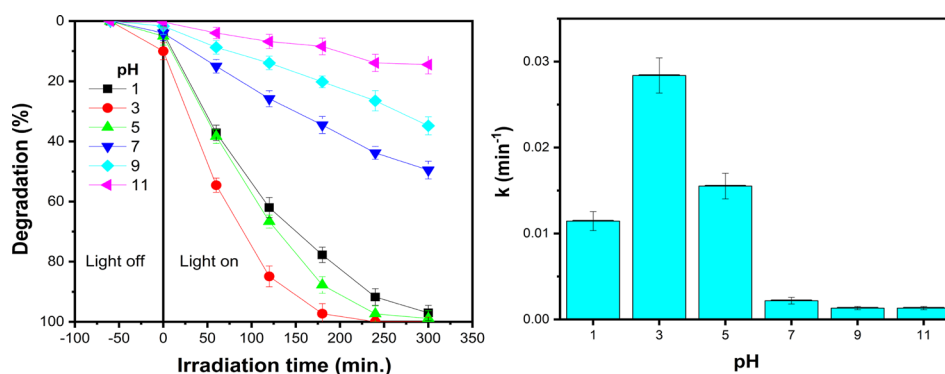 0
20
40
60
80
100
Degradation (%)
pH
1
3
5
7
9
11
Light off
Light on
-100 -50 0 50 100 150 200 250 300 350
Irradiation time (min.)
0.03
0.02
0.01
0.00
k (min⁻¹)
1 3 5 7 9 11
pH